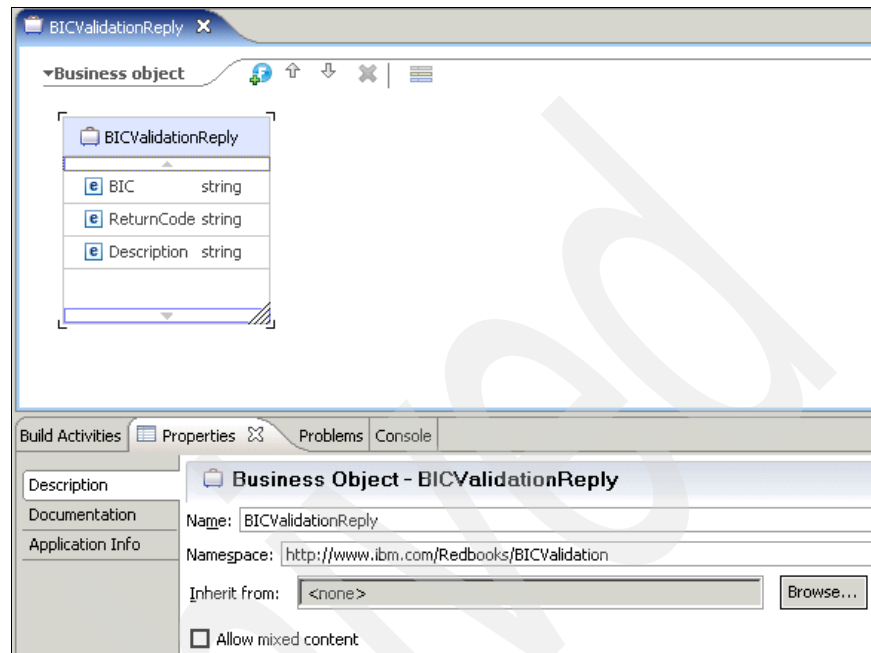 BICValidationReply
Business object
BICValidationReply
e BIC string
e ReturnCode string
e Description string
Build Activities Properties Problems Console
Description
Business Object - BICValidationReply
Documentation
Name: BICValidationReply
Application Info
Namespace: http://www.ibm.com/Redbooks/BICValidation
Inherit from: <none> Browse...
Allow mixed content